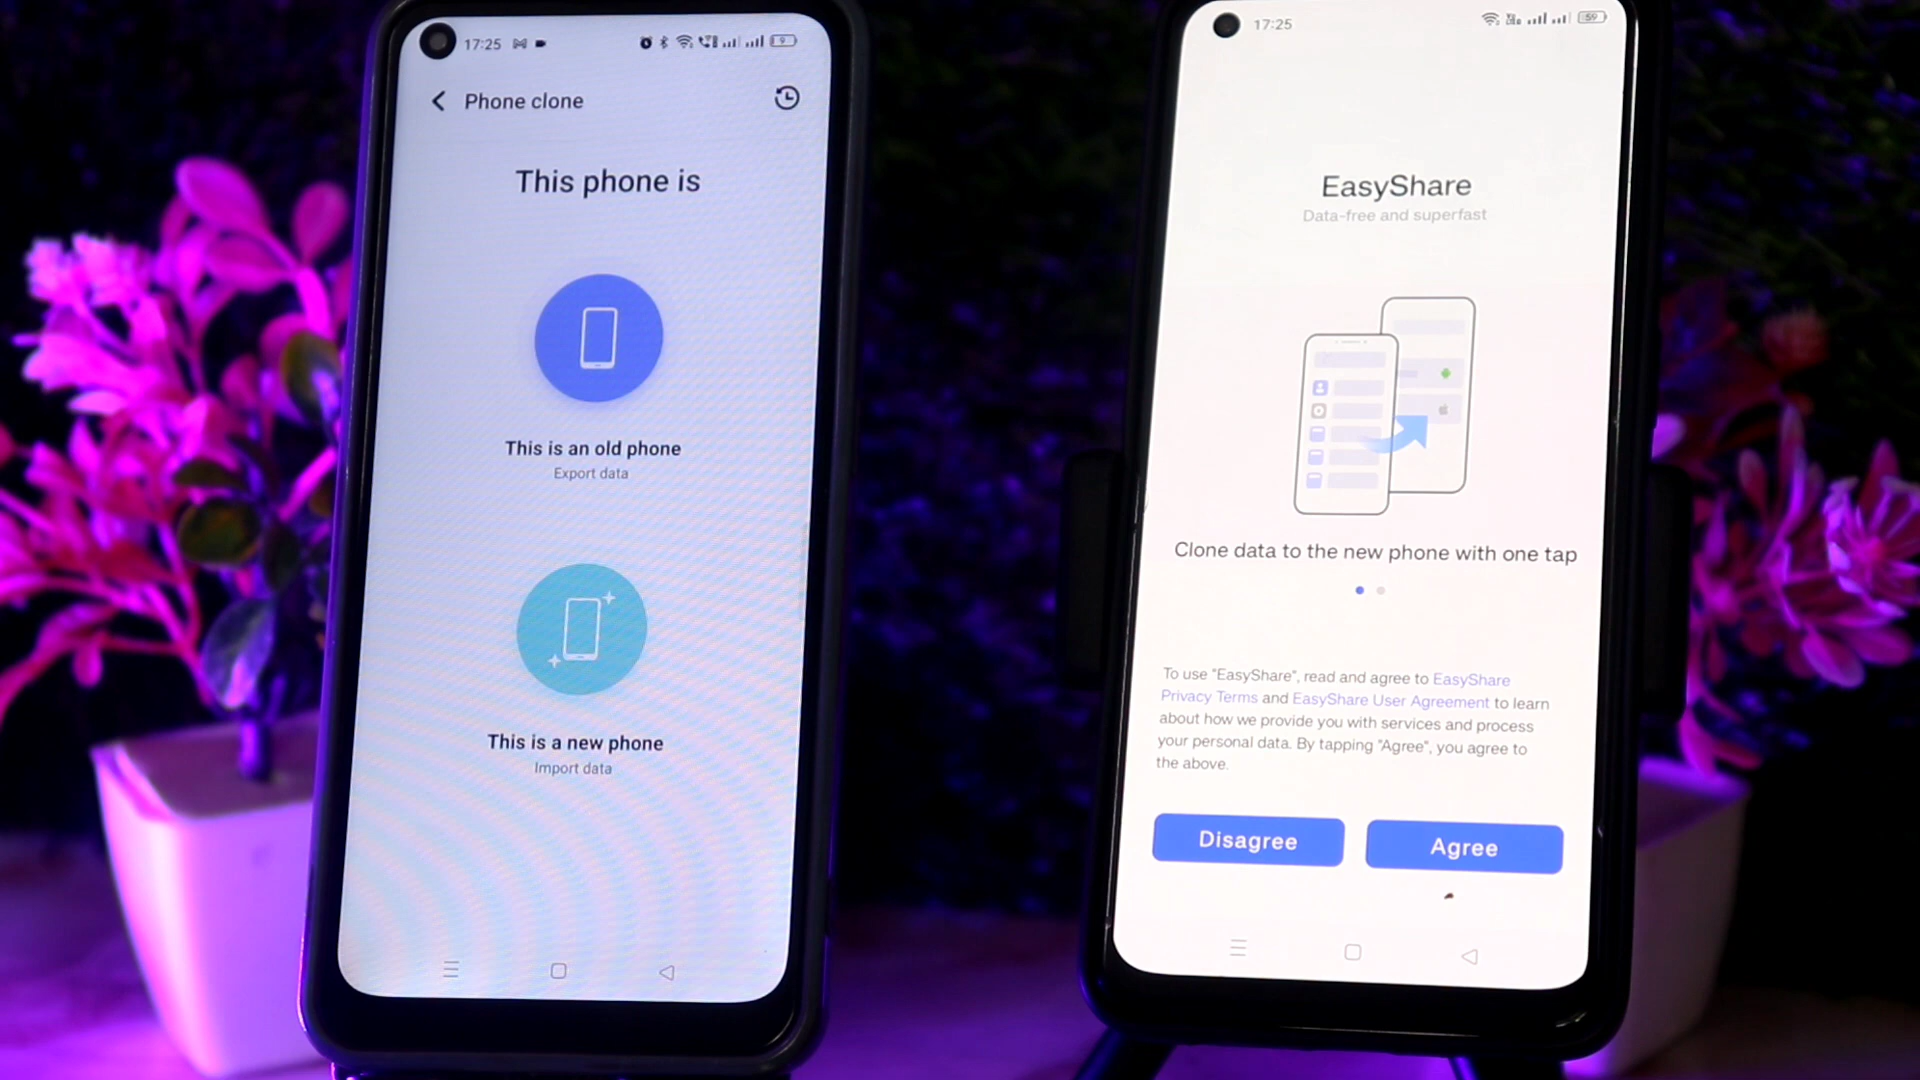 17:25
9
Phone clone
This phone is
This is an old phone
Export data
This is a new phone
Import data
17:25
59
EasyShare
Data-free and superfast
Clone data to the new phone with one tap
To use "EasyShare", read and agree to EasyShare
Privacy Terms and EasyShare User Agreement to learn
about how we provide you with services and process
your personal data. By tapping "Agree", you agree to
the above.
Disagree
Agree